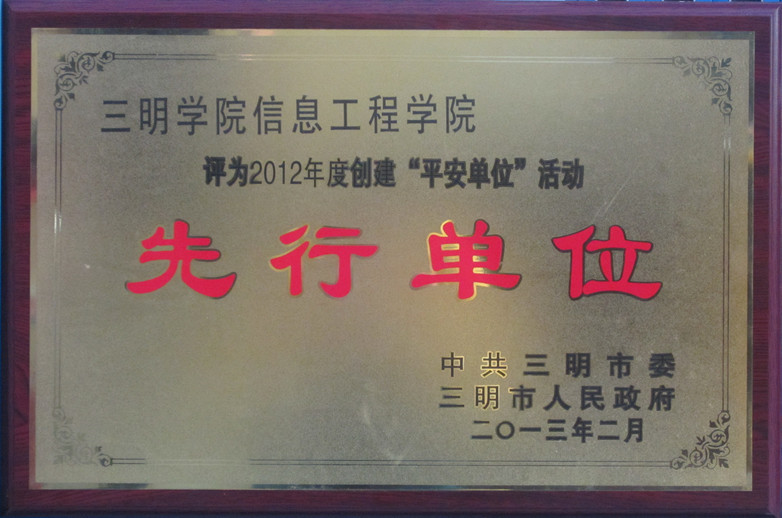 三明学院信息工程学院
评为2012年度创建“平安单位”活动
先行单位
中共三明市委
三明市人民政府
二〇一三年二月